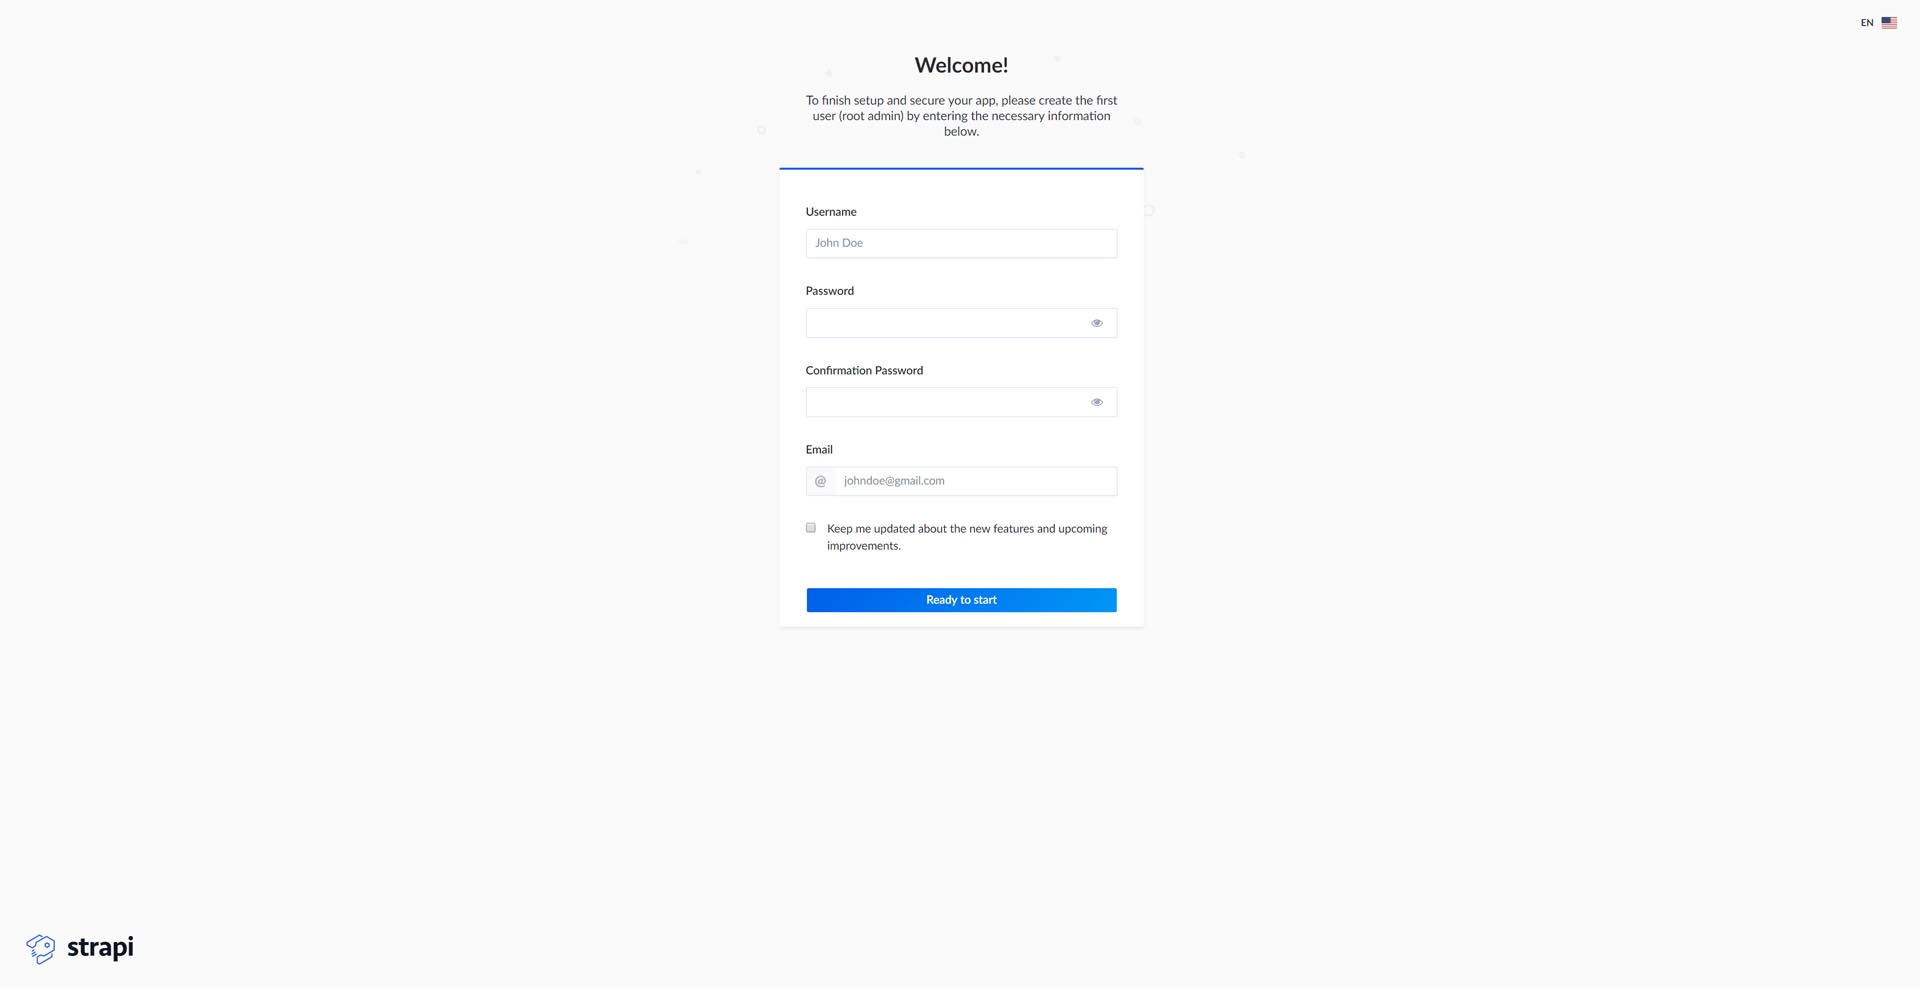 EN
Welcome!
To finish setup and secure your app, please create the first
user (root admin) by entering the necessary information
below.
Username
John Doe
Password
Confirmation Password
Email
@ johndoe@gmail.com
Keep me updated about the new features and upcoming
improvements.
Ready to start
strapi